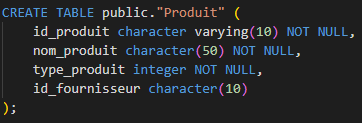 CREATE TABLE public."Produit" (
    id_produit character varying(10) NOT NULL,
    nom_produit character(50) NOT NULL,
    type_produit integer NOT NULL,
    id_fournisseur character(10)
);